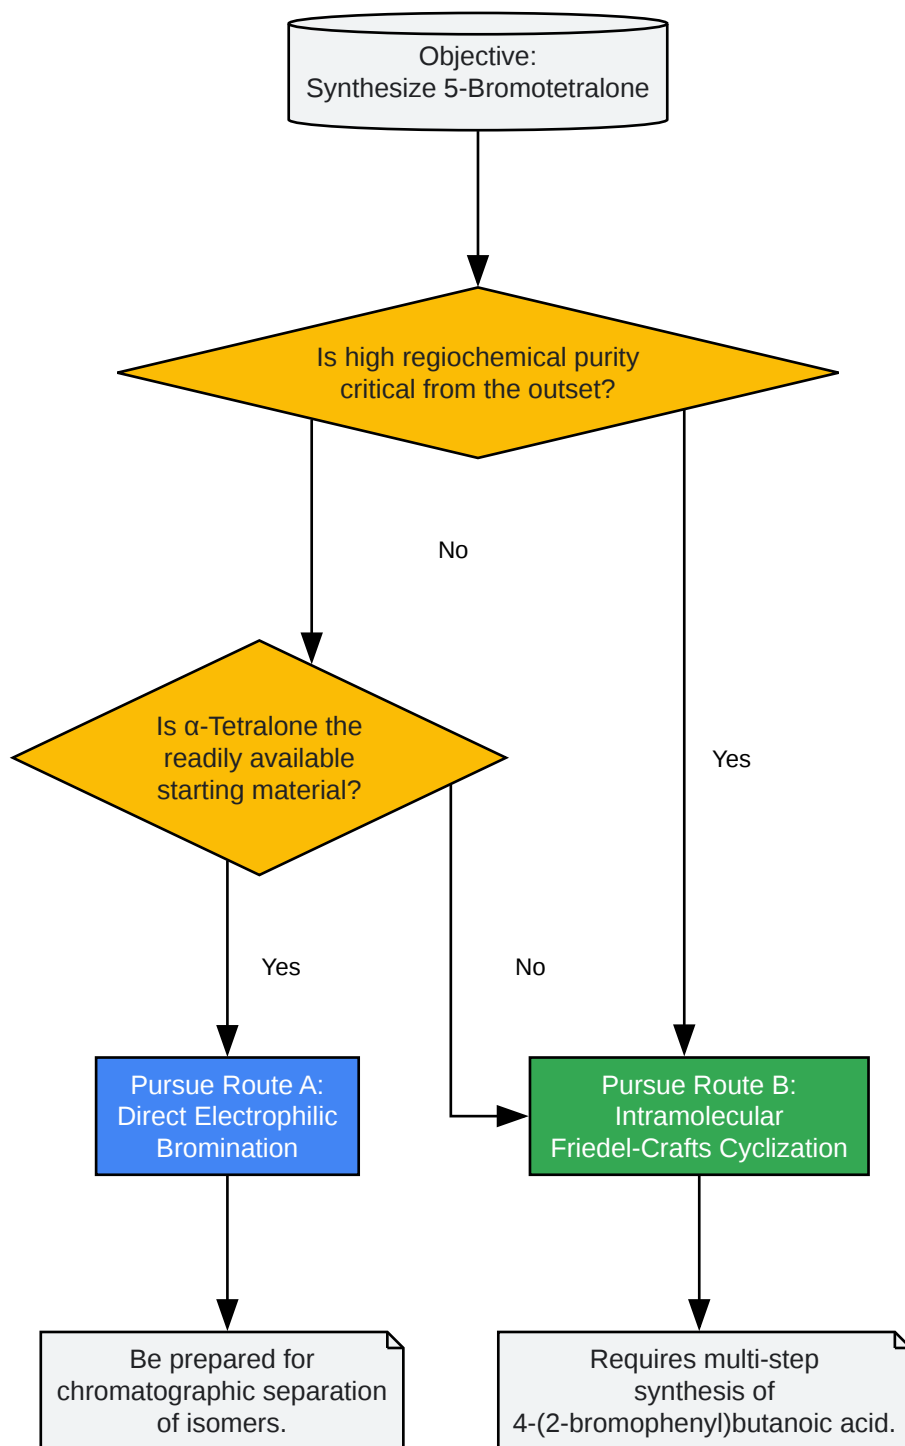 Objective:
Synthesize 5-Bromotetralone
Is high regiochemical purity
critical from the outset?
No
Is α-Tetralone the
readily available
starting material?
Yes
Yes
No
Pursue Route A:
Direct Electrophilic
Bromination
Pursue Route B:
Intramolecular
Friedel-Crafts Cyclization
Be prepared for
chromatographic separation
of isomers.
Requires multi-step
synthesis of
4-(2-bromophenyl)butanoic acid.